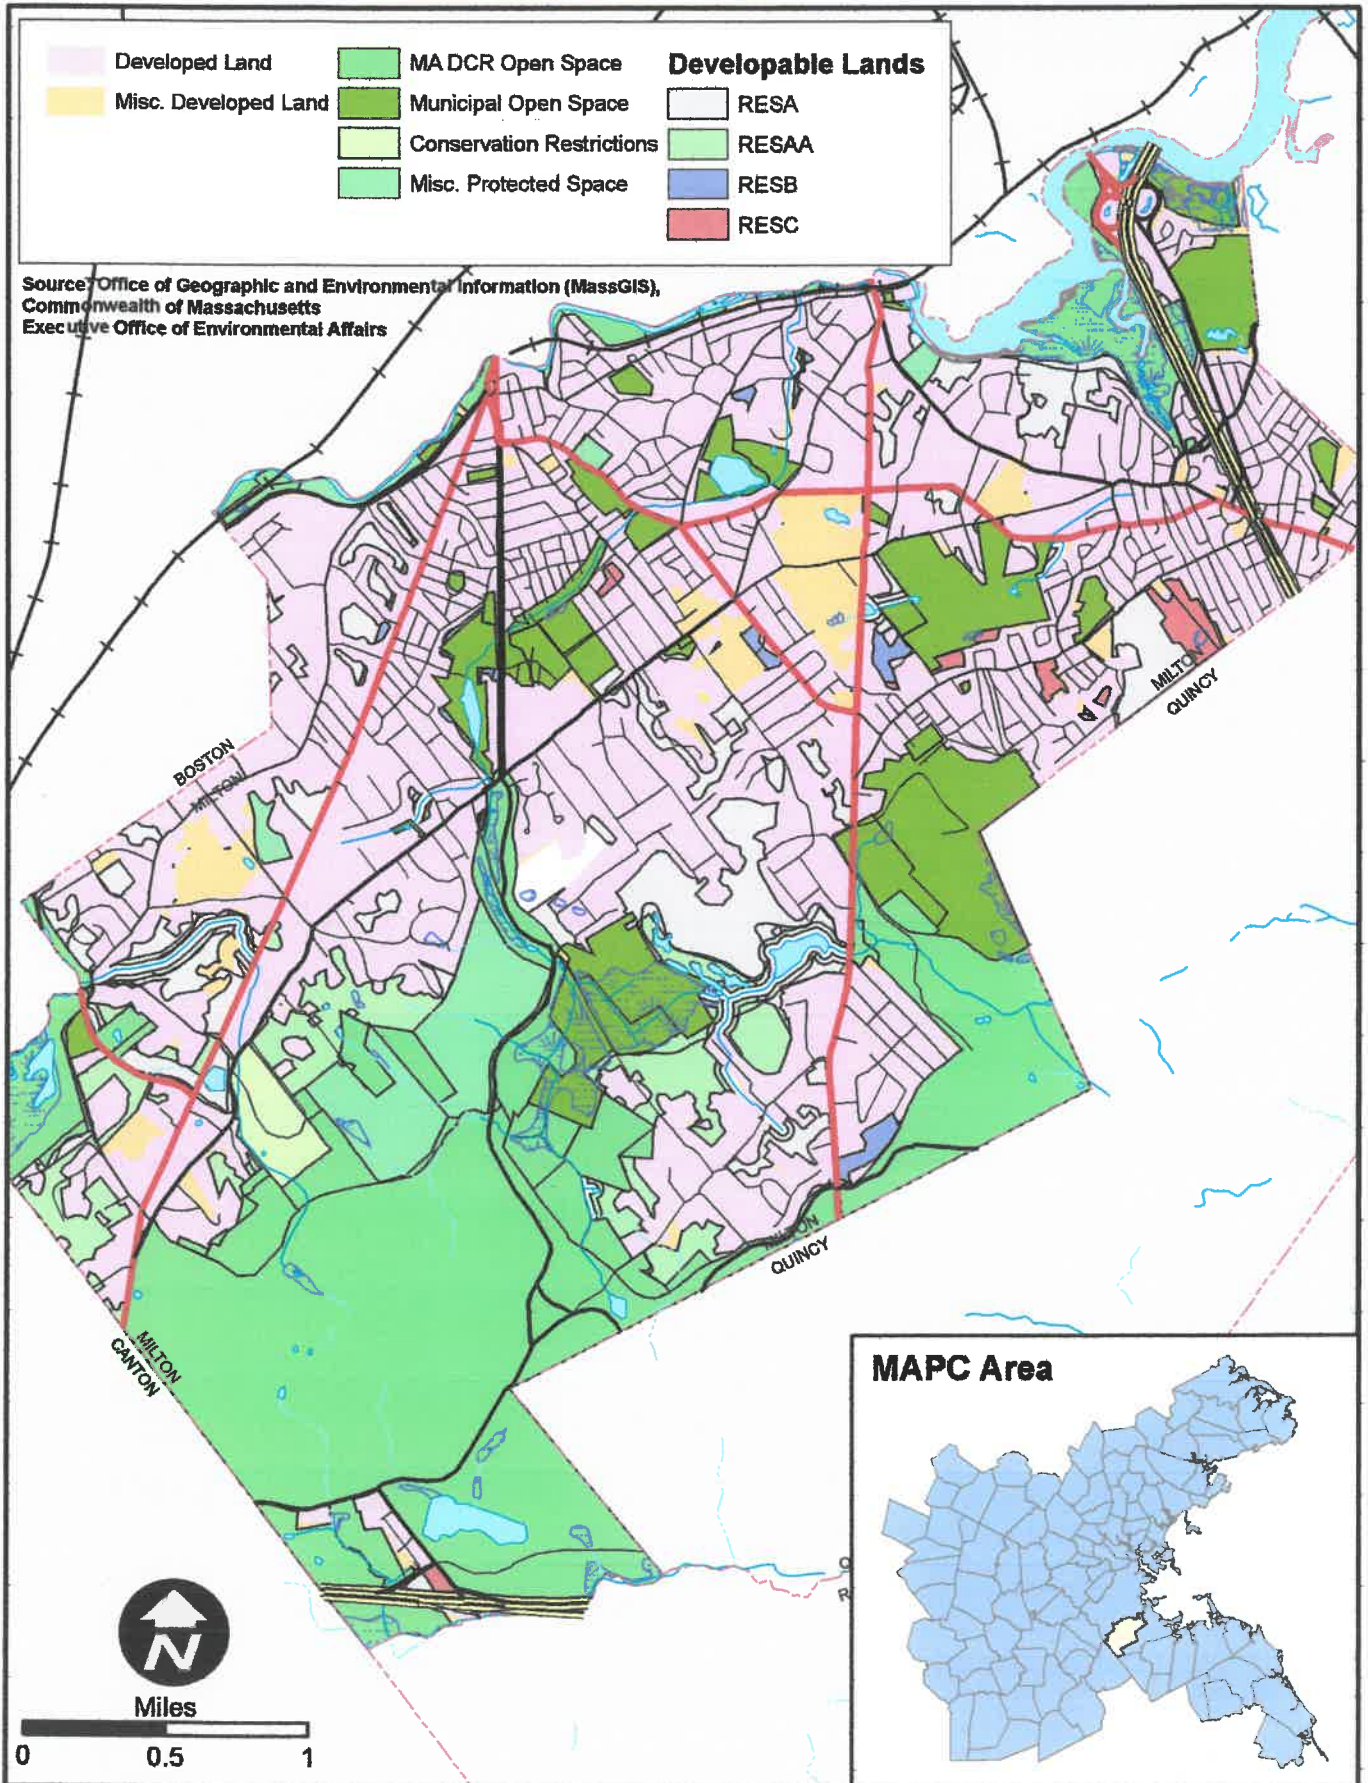 Developed Land
Misc. Developed Land
MA DCR Open Space
Municipal Open Space
Conservation Restrictions
Misc. Protected Space
Developable Lands
RESA
RESAA
RESB
RESC
Source: Office of Geographic and Environmental Information (MassGIS),
Commonwealth of Massachusetts
Executive Office of Environmental Affairs
MILTON
QUINCY
BOSTON
MILTON
MILTON
QUINCY
MILTON
CANTON
MAPC Area
N
Miles
0 0.5 1